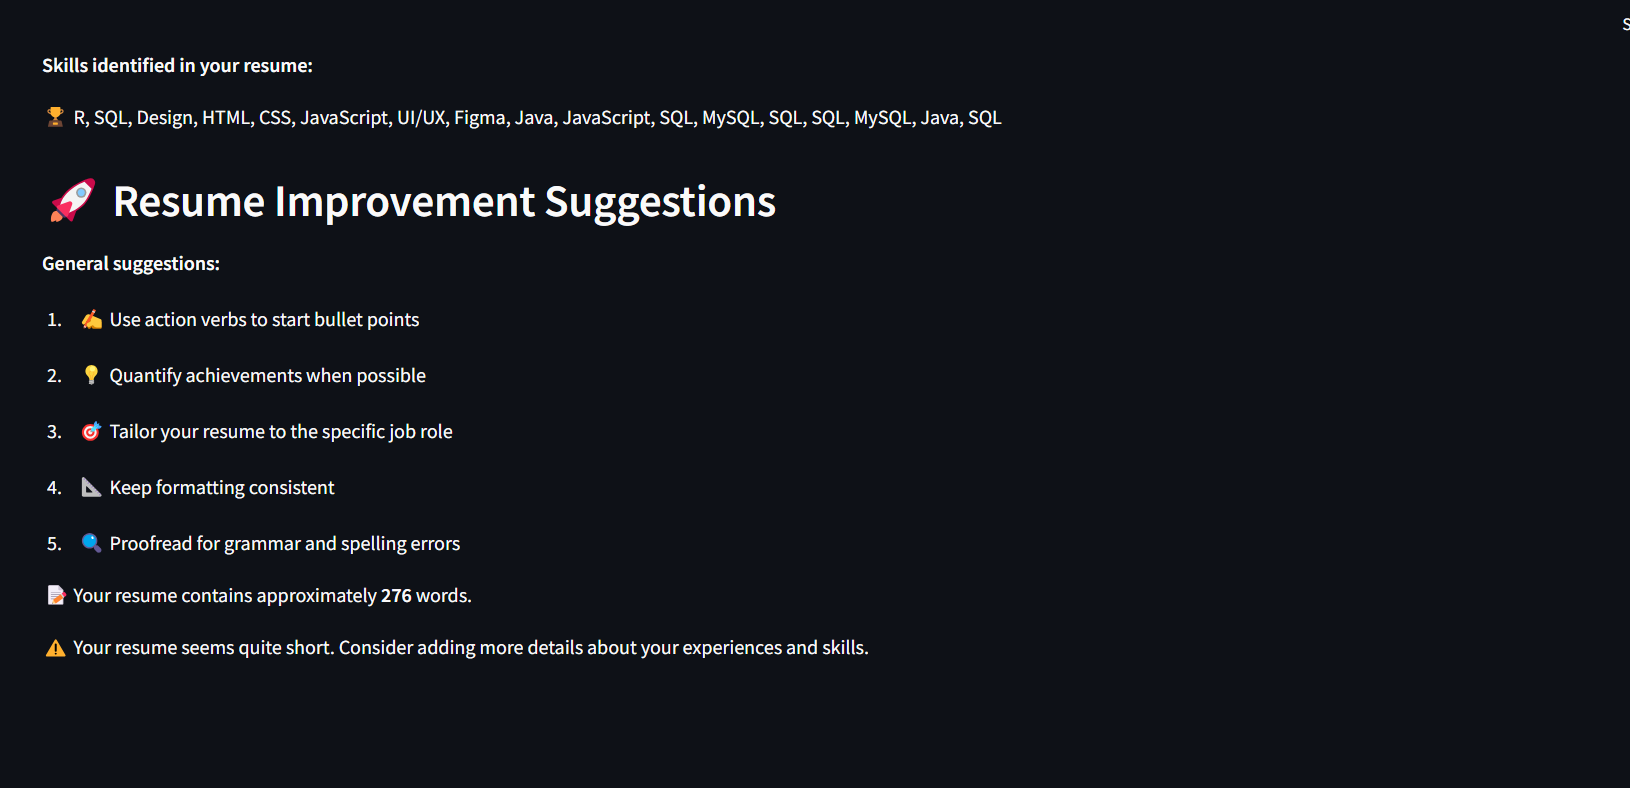 S
Skills identified in your resume:
🏆 R, SQL, Design, HTML, CSS, JavaScript, UI/UX, Figma, Java, JavaScript, SQL, MySQL, SQL, SQL, MySQL, Java, SQL
🚀 Resume Improvement Suggestions
General suggestions:
1. ✍️ Use action verbs to start bullet points
2. 💡 Quantify achievements when possible
3. 🎯 Tailor your resume to the specific job role
4. 📐 Keep formatting consistent
5. 🔍 Proofread for grammar and spelling errors
📝 Your resume contains approximately 276 words.
⚠️ Your resume seems quite short. Consider adding more details about your experiences and skills.